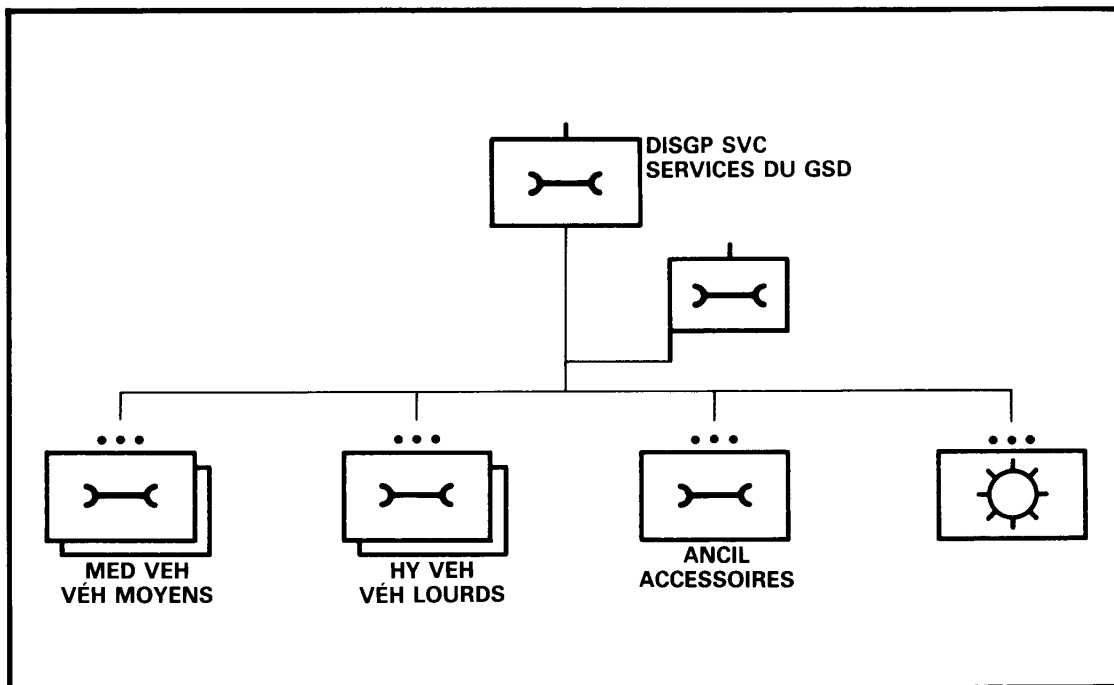 DISGP SVC
SERVICES DU GSD
MED VEH
VÉH MOYENS
HY VEH
VÉH LOURDS
ANCIL
ACCESSOIRES